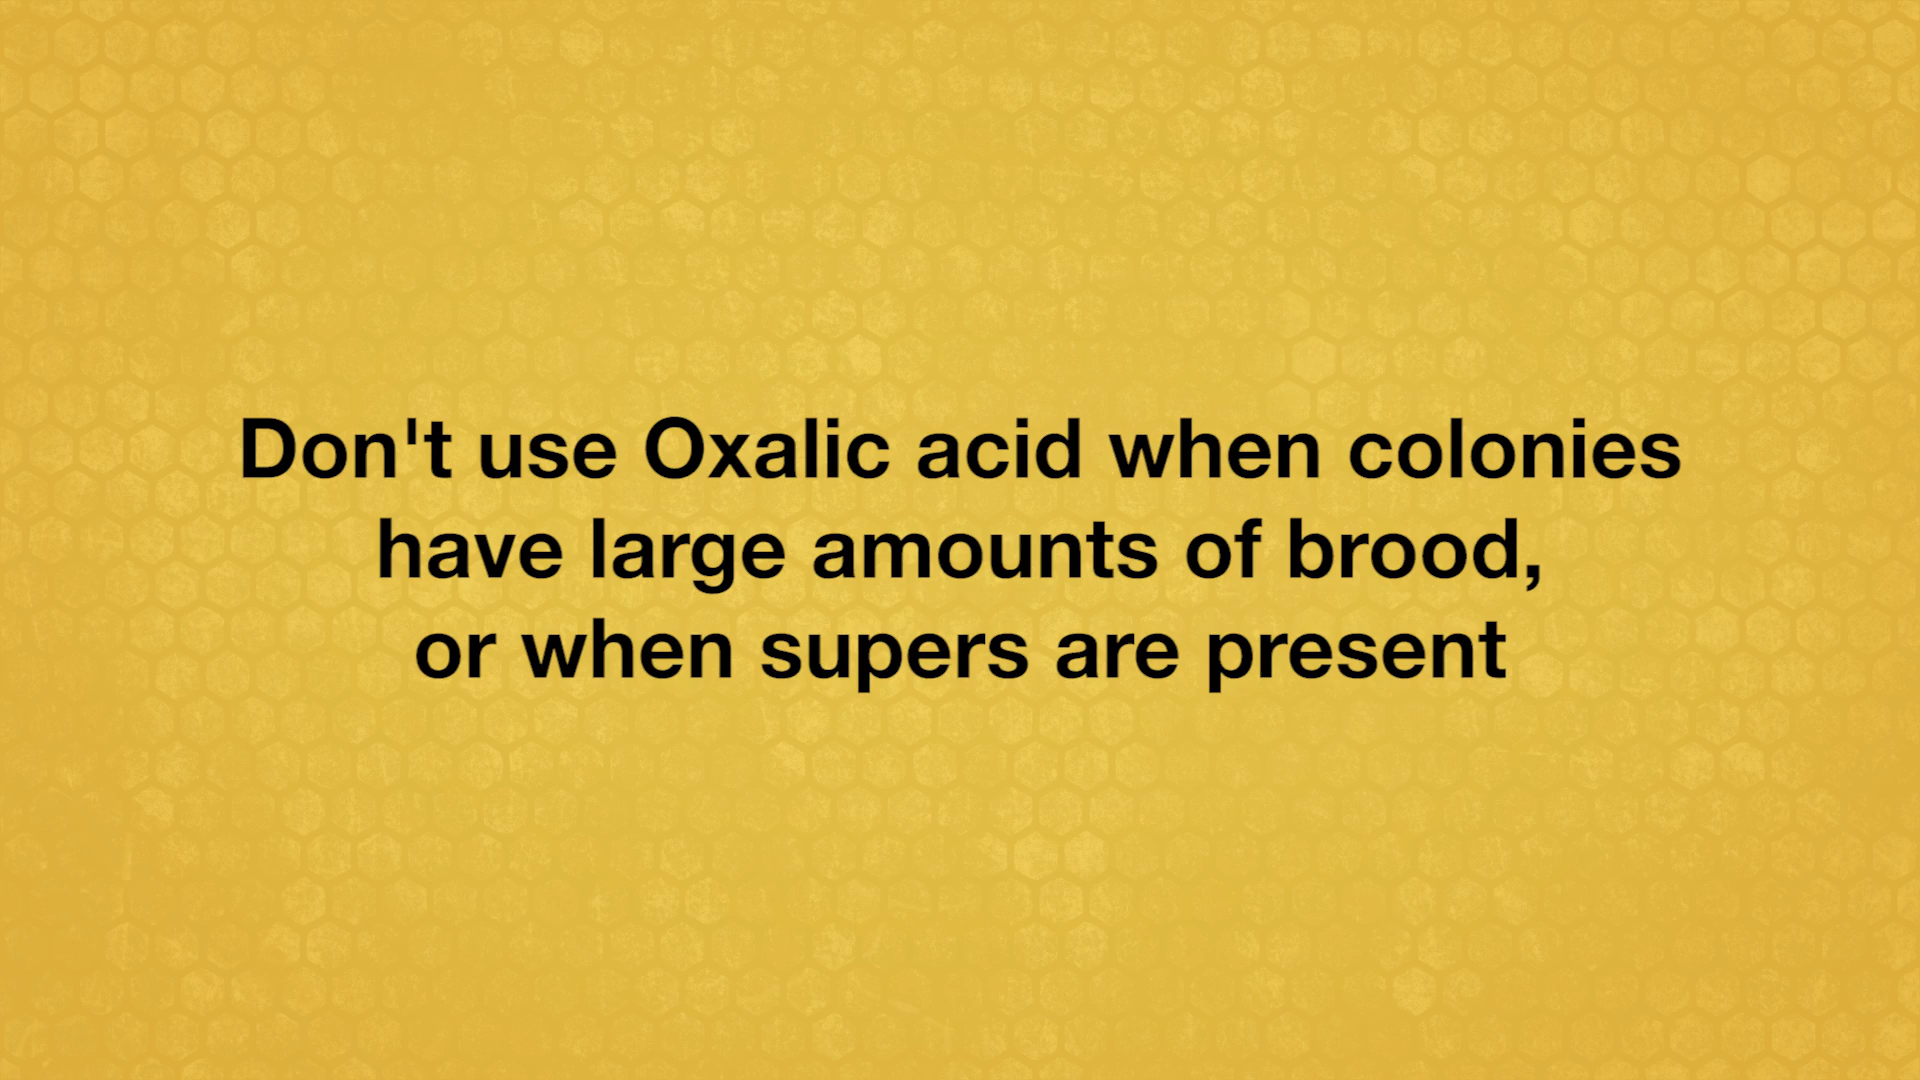 Don't use Oxalic acid when colonies
have large amounts of brood,
or when supers are present